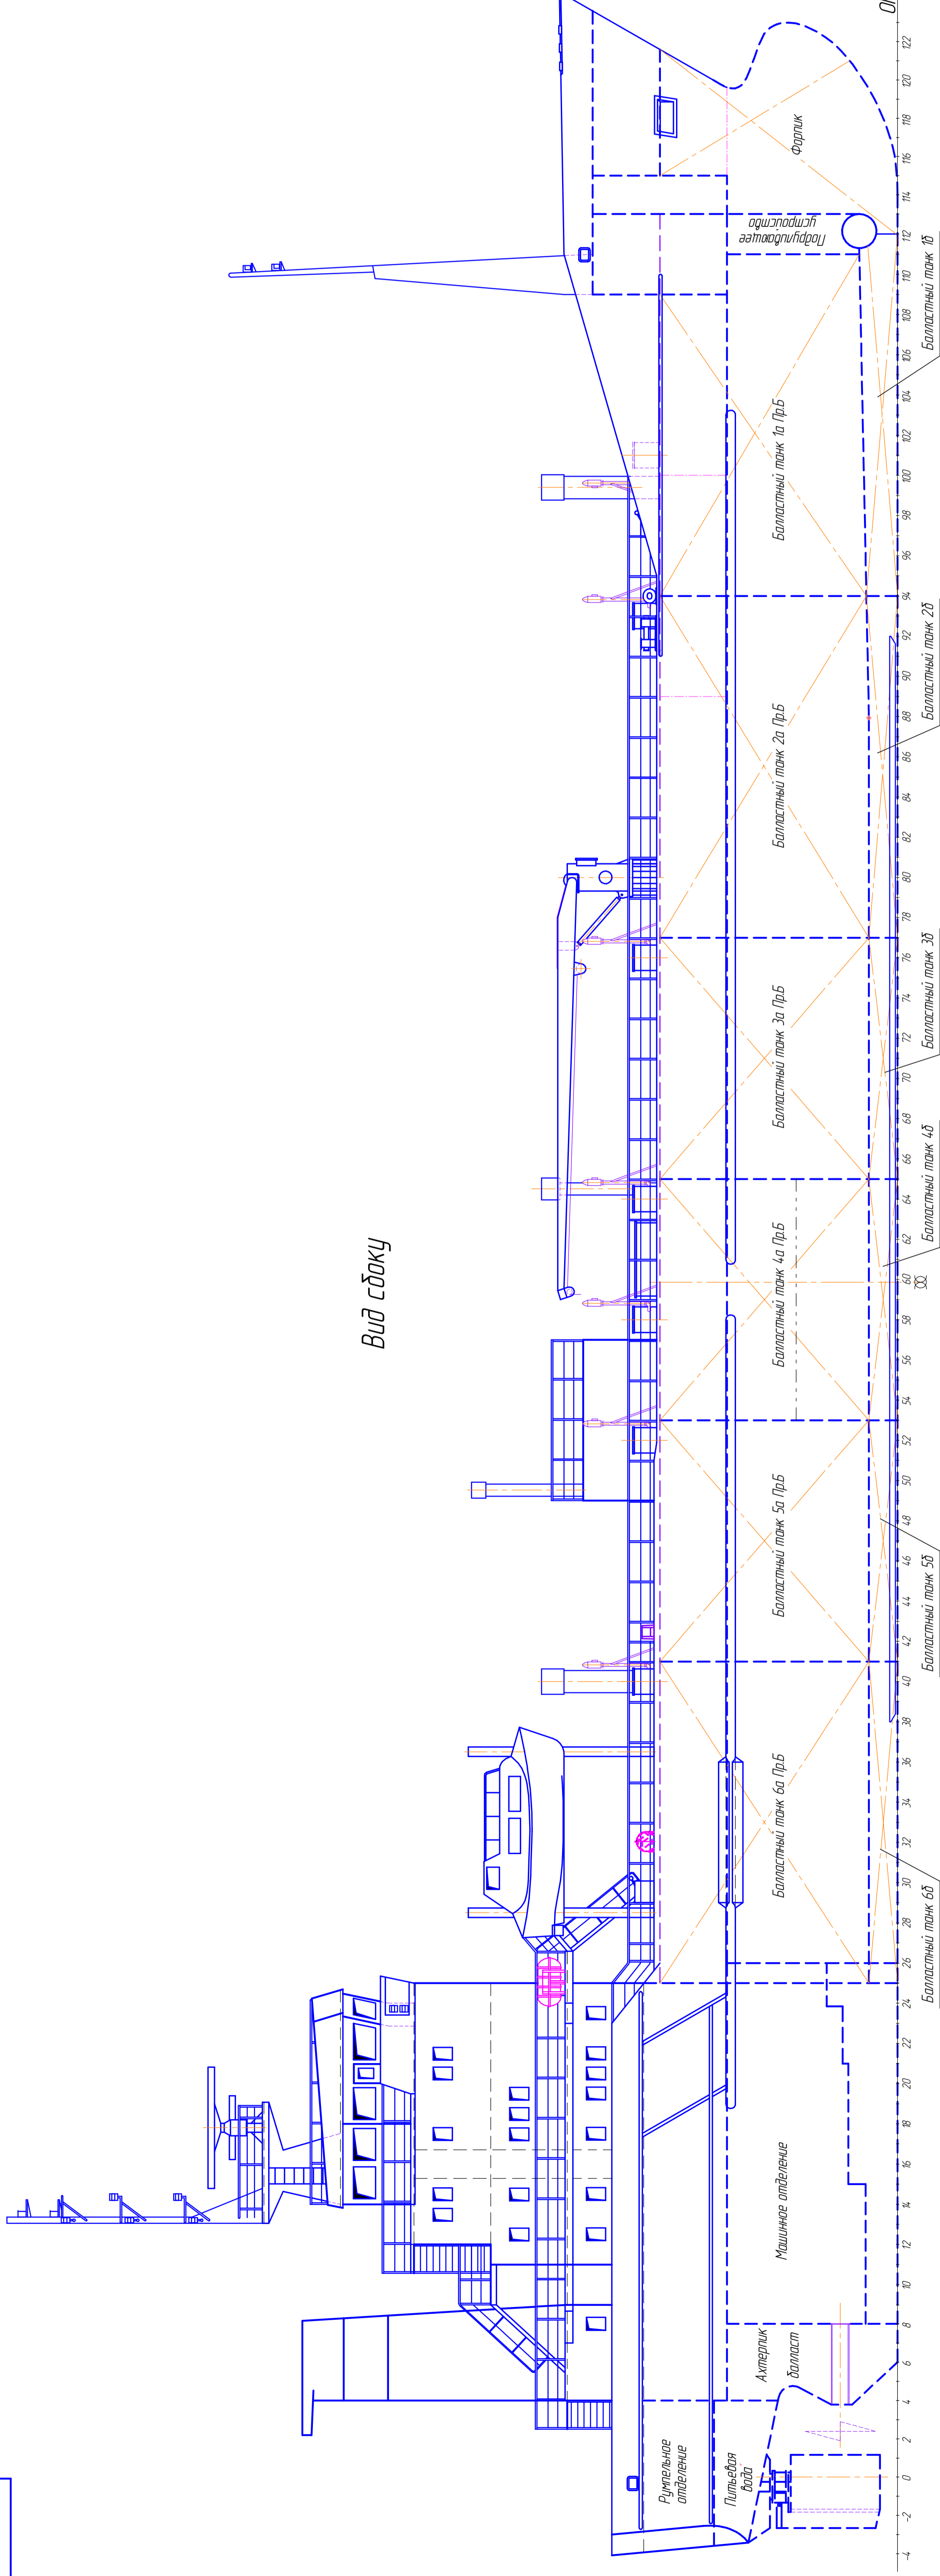 Вид сбоку
Румпельное
отделение
Питьевая
вода
Ахтерпик
балласт
Машинное отделение
Балластный танк 6а Пр.Б
Балластный танк 5а Пр.Б
Балластный танк 4а Пр.Б
Балластный танк 3а Пр.Б
Балластный танк 2а Пр.Б
Балластный танк 1а Пр.Б
Подруливающее
устройство
Форпик
-4 -2 0 2 4 6 8 10 12 14 16 18 20 22 24 26 28 30 32 34 36 38 40 42 44 46 48 50 52 54 56 58 60 62 64 66 68 70 72 74 76 78 80 82 84 86 88 90 92 94 96 98 100 102 104 106 108 110 112 114 116 118 120 122
Балластный танк 6б
Балластный танк 5б
Балластный танк 4б
Балластный танк 3б
Балластный танк 2б
Балластный танк 1б